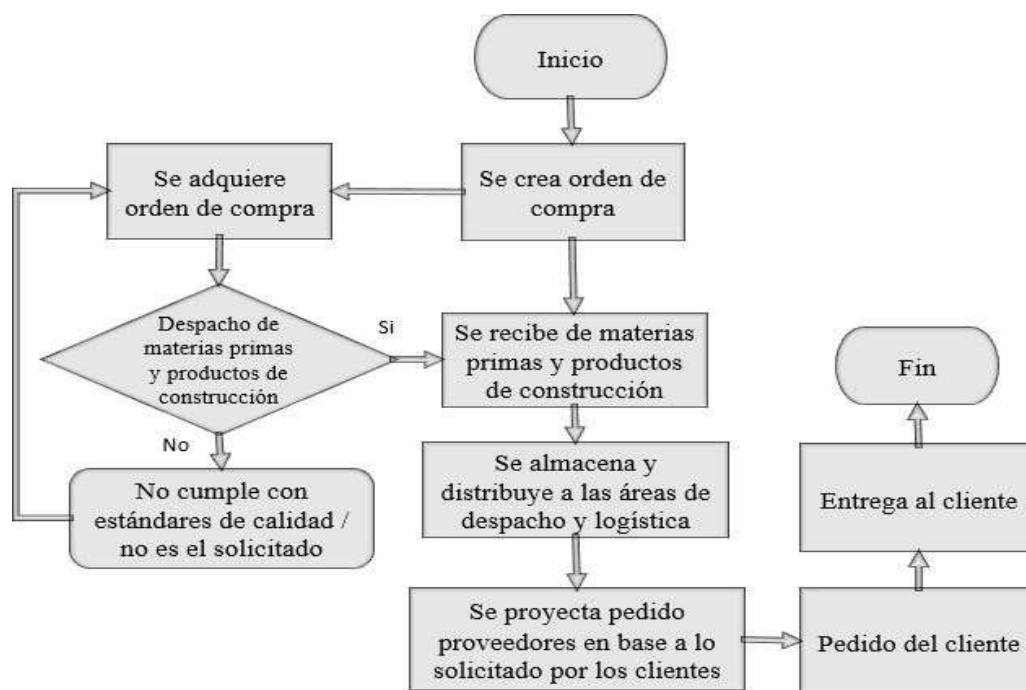 Inicio
Se adquiere
orden de compra
Se crea orden de
compra
Despacho de
materias primas
y productos de
construcción
Si
No
Se recibe de materias
primas y productos
de construcción
Fin
No cumple con
estándares de calidad /
no es el solicitado
Se almacena y
distribuye a las áreas de
despacho y logística
Entrega al cliente
Se proyecta pedido
proveedores en base a lo
solicitado por los clientes
Pedido del cliente